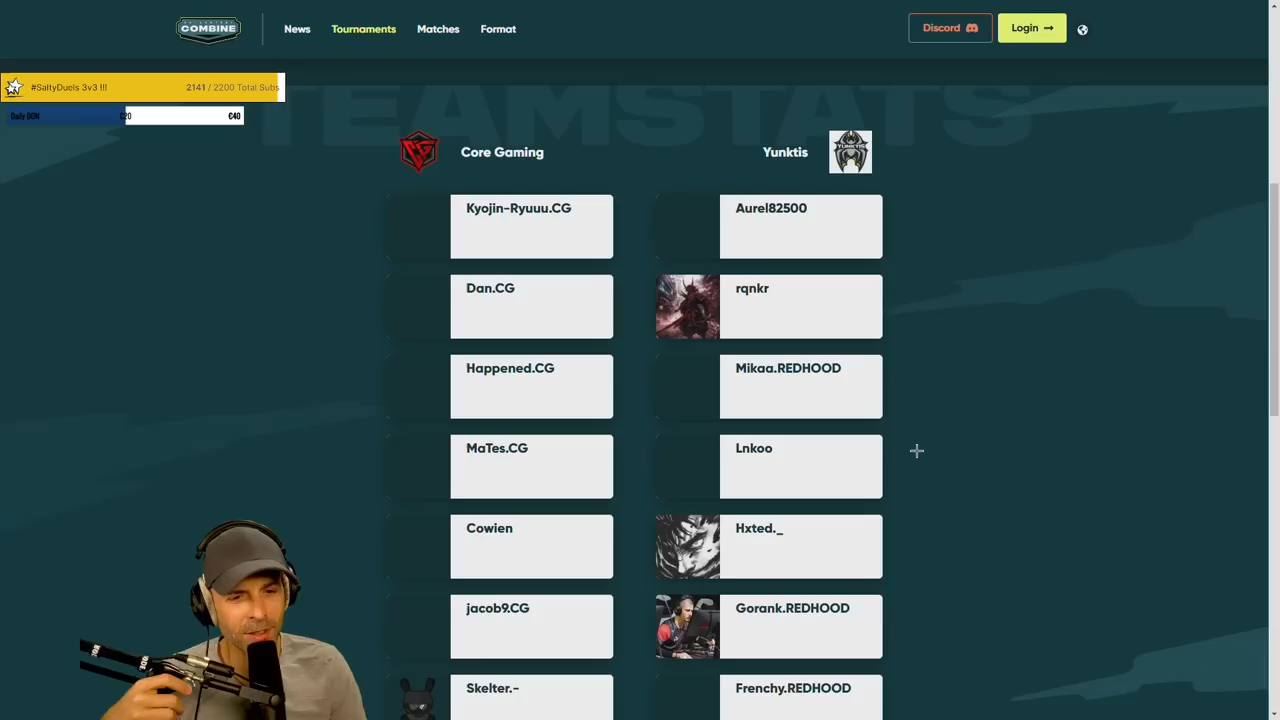 COMBINE
News
Tournaments
Matches
Format
Discord
Login
#SaltyDuels 3v3 !!!
2141 / 2200 Total Subs
Daily DON
€20
€40
TEAMSTATS
Core Gaming
Yunktis
YUNKTIS
Kyojin-Ryuuu.CG
Aurel82500
Dan.CG
rqnkr
Happened.CG
Mikaa.REDHOOD
MaTes.CG
Lnkoo
Cowien
Hxted._
jacob9.CG
Gorank.REDHOOD
Skelter.-
Frenchy.REDHOOD